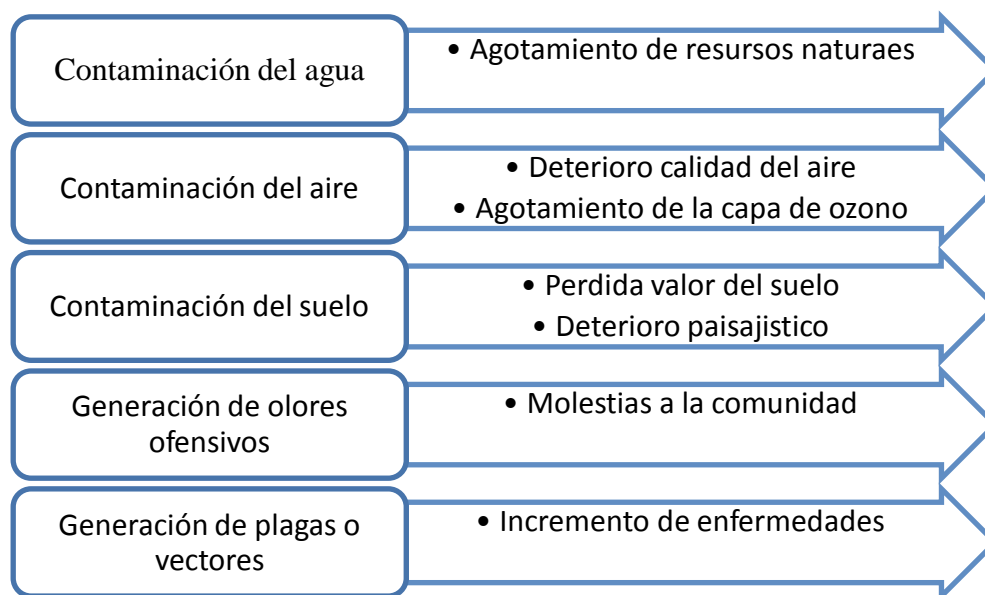 Contaminación del agua
• Agotamiento de resursos naturaes
Contaminación del aire
• Deterioro calidad del aire
• Agotamiento de la capa de ozono
Contaminación del suelo
• Perdida valor del suelo
• Deterioro paisajistico
Generación de olores
ofensivos
• Molestias a la comunidad
Generación de plagas o
vectores
• Incremento de enfermedades